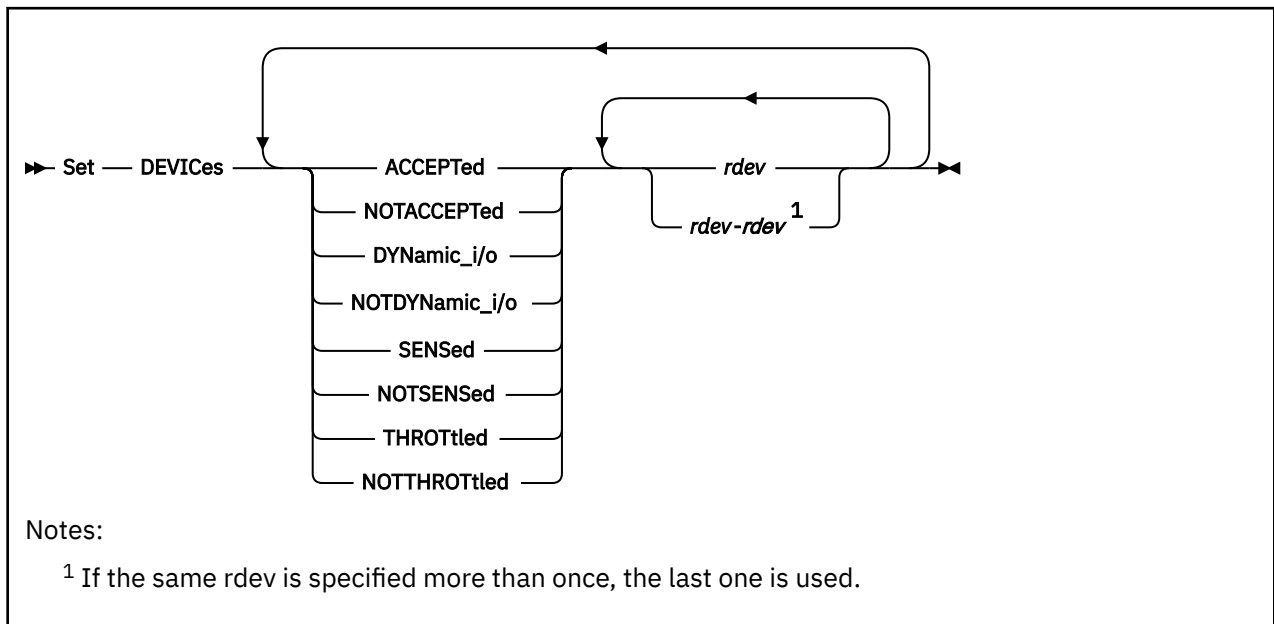 Set DEVICes ACCEPTed rdev
NOTACCEPTed
rdev-rdev 1
DYNamic_i/o
NOTDYNamic_i/o
SENSed
NOTSENSed
THROTtled
NOTTHROTtled
Notes:
1 If the same rdev is specified more than once, the last one is used.